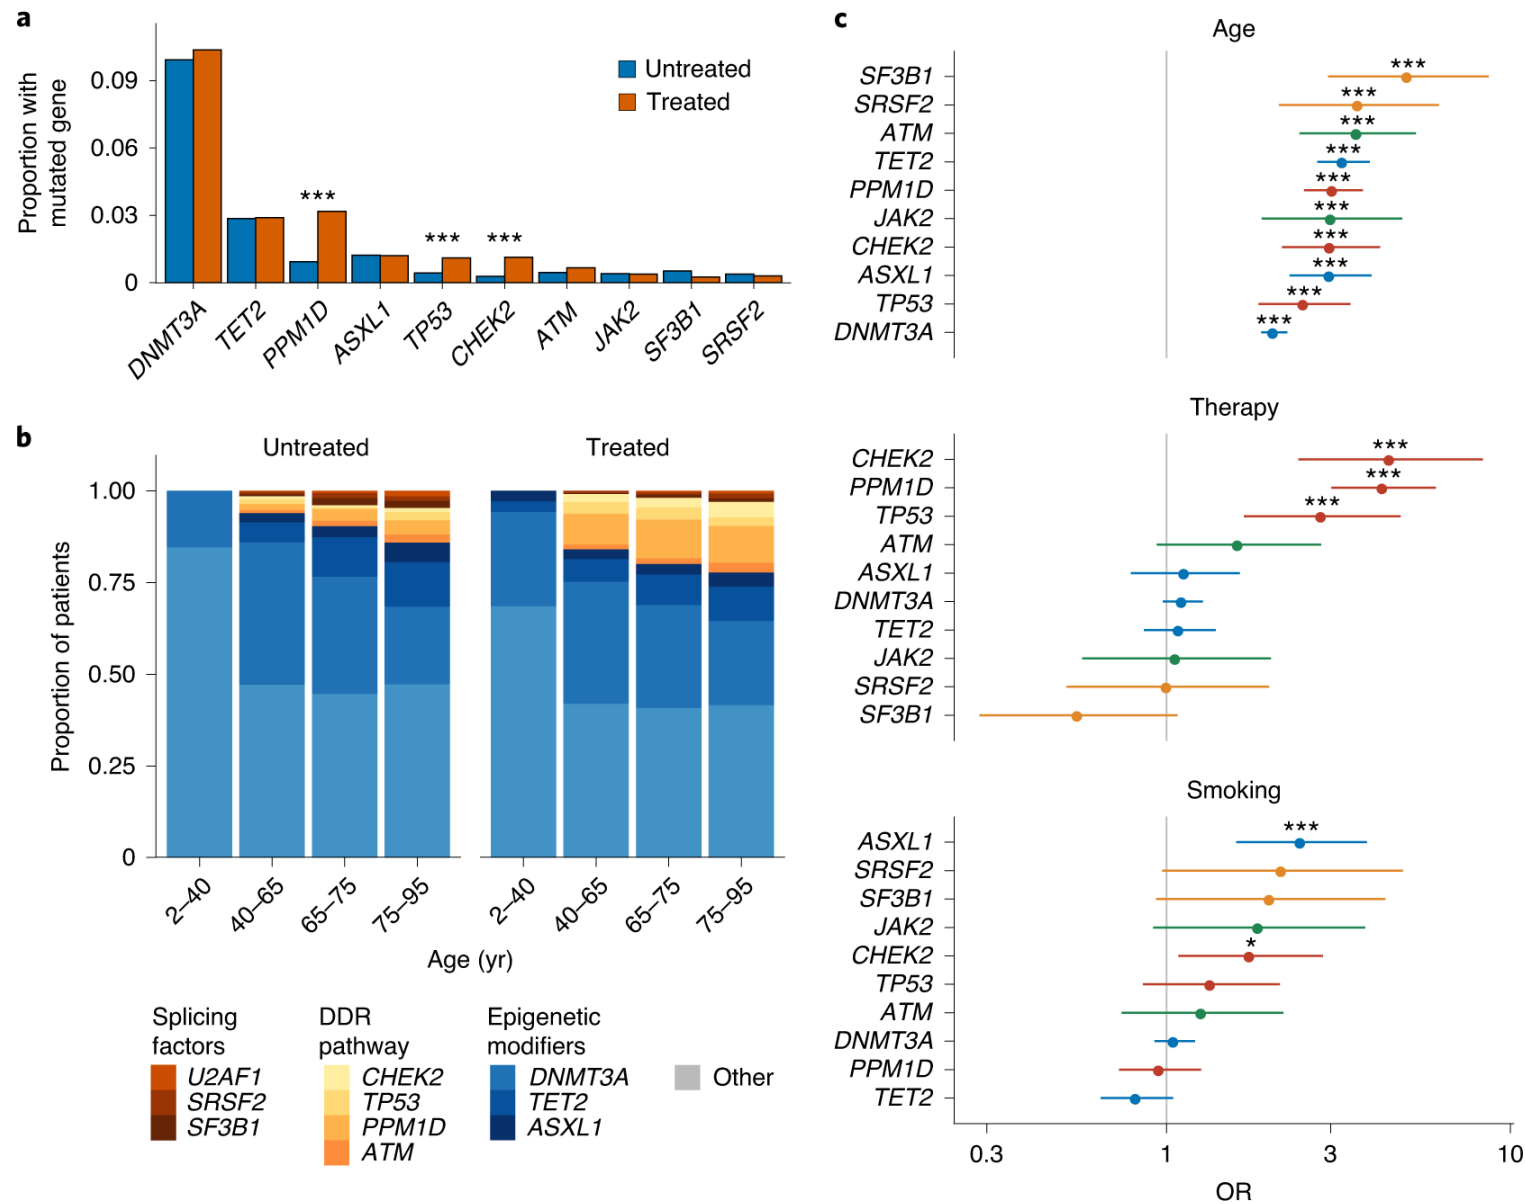 a
Proportion with
mutated gene
0.09
0.06
0.03
0
Untreated
Treated
***
***
***
DNMT3A
TET2
PPM1D
ASXL1
TP53
CHEK2
ATM
JAK2
SF3B1
SRSF2
b
Untreated
Treated
Proportion of patients
1.00
0.75
0.50
0.25
0
2–40
40–65
65–75
75–95
2–40
40–65
65–75
75–95
Age (yr)
Splicing
factors
U2AF1
SRSF2
SF3B1
DDR
pathway
CHEK2
TP53
PPM1D
ATM
Epigenetic
modifiers
DNMT3A
TET2
ASXL1
Other
c
Age
SF3B1 ***
SRSF2 ***
ATM ***
TET2 ***
PPM1D ***
JAK2 ***
CHEK2 ***
ASXL1 ***
TP53 ***
DNMT3A ***
Therapy
CHEK2 ***
PPM1D ***
TP53 ***
ATM
ASXL1
DNMT3A
TET2
JAK2
SRSF2
SF3B1
Smoking
ASXL1 ***
SRSF2
SF3B1
JAK2
CHEK2 *
TP53
ATM
DNMT3A
PPM1D
TET2
0.3 1 3 10
OR